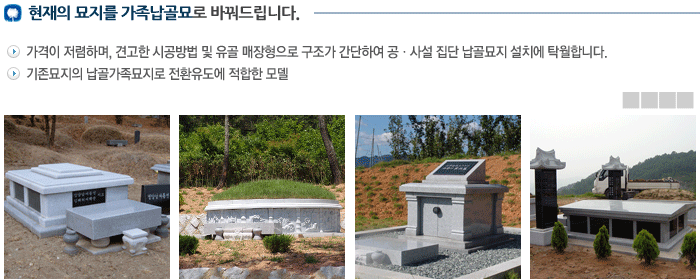 현재의 묘지를 가족납골묘로 바꿔드립니다.
가격이 저렴하며, 견고한 시공방법 및 유골 매장형으로 구조가 간단하여 공·사설 집단 납골묘지 설치에 탁월합니다.
기존묘지의 납골가족묘지로 전환유도에 적합한 모델